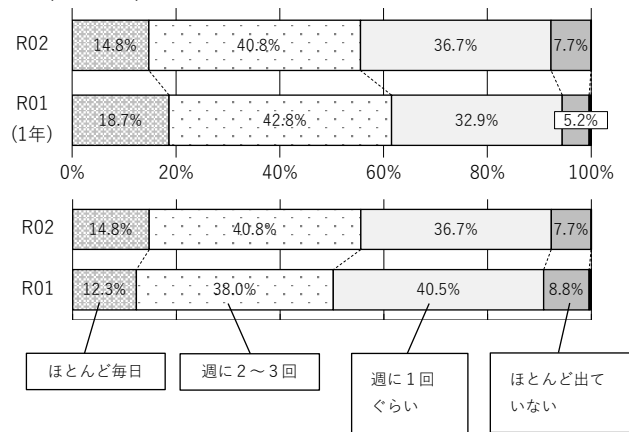 R02
14.8%
40.8%
36.7%
7.7%
R01
(1年)
18.7%
42.8%
32.9%
5.2%
0%
20%
40%
60%
80%
100%
R02
14.8%
40.8%
36.7%
7.7%
R01
12.3%
38.0%
40.5%
8.8%
ほとんど毎日
週に2~3回
週に1回
ぐらい
ほとんど出て
いない